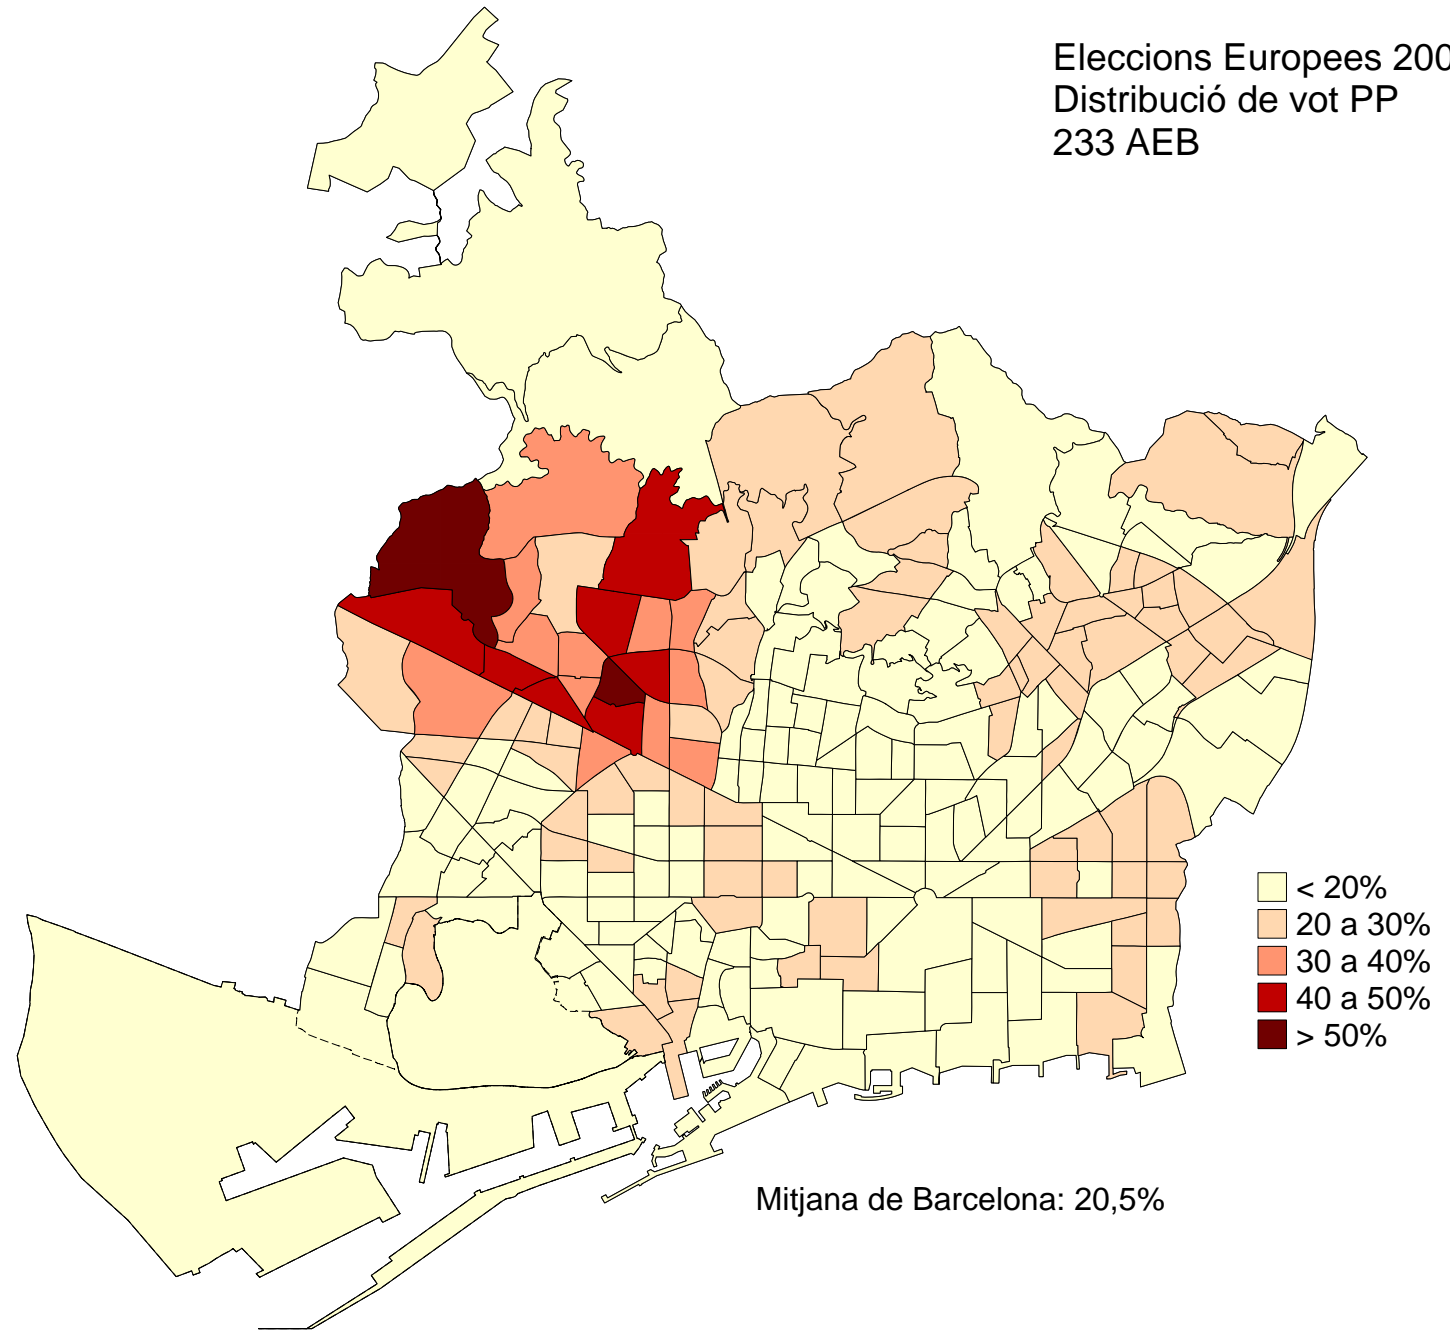 Eleccions Europees 200
Distribució de vot PP
233 AEB
< 20%
20 a 30%
30 a 40%
40 a 50%
> 50%
Mitjana de Barcelona: 20,5%